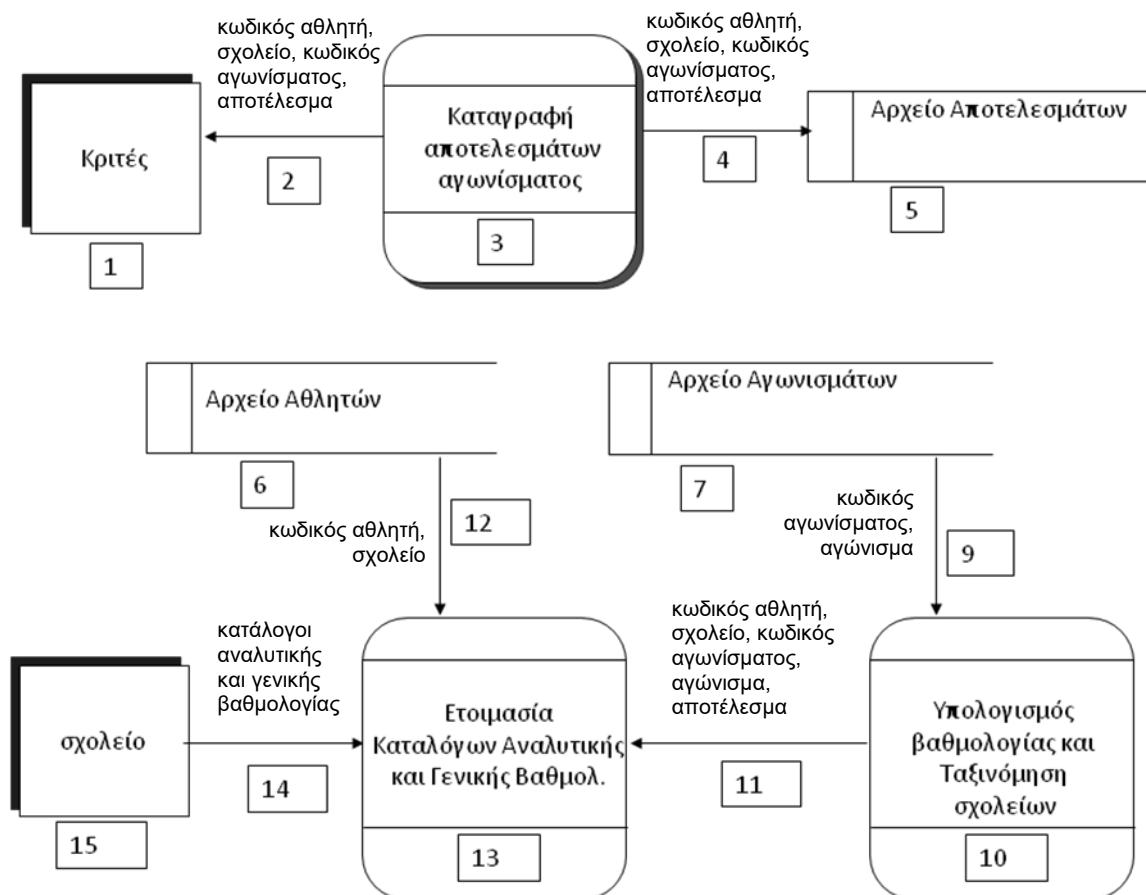 κωδικός αθλητή,
σχολείο, κωδικός
αγωνίσματος,
αποτέλεσμα
κωδικός αθλητή,
σχολείο, κωδικός
αγωνίσματος,
αποτέλεσμα
Κριτές
Καταγραφή
αποτελεσμάτων
αγωνίσματος
Αρχείο Αποτελεσμάτων
1
2
3
4
5
Αρχείο Αθλητών
Αρχείο Αγωνισμάτων
6
7
12
κωδικός αθλητή,
σχολείο
κωδικός
αγωνίσματος,
αγώνισμα
9
κατάλογοι
αναλυτικής
και γενικής
βαθμολογίας
κωδικός αθλητή,
σχολείο, κωδικός
αγωνίσματος,
αγώνισμα,
αποτέλεσμα
σχολείο
Ετοιμασία
Καταλόγων Αναλυτικής
και Γενικής Βαθμολ.
Υπολογισμός
βαθμολογίας και
Ταξινόμηση
σχολείων
14
11
15
13
10